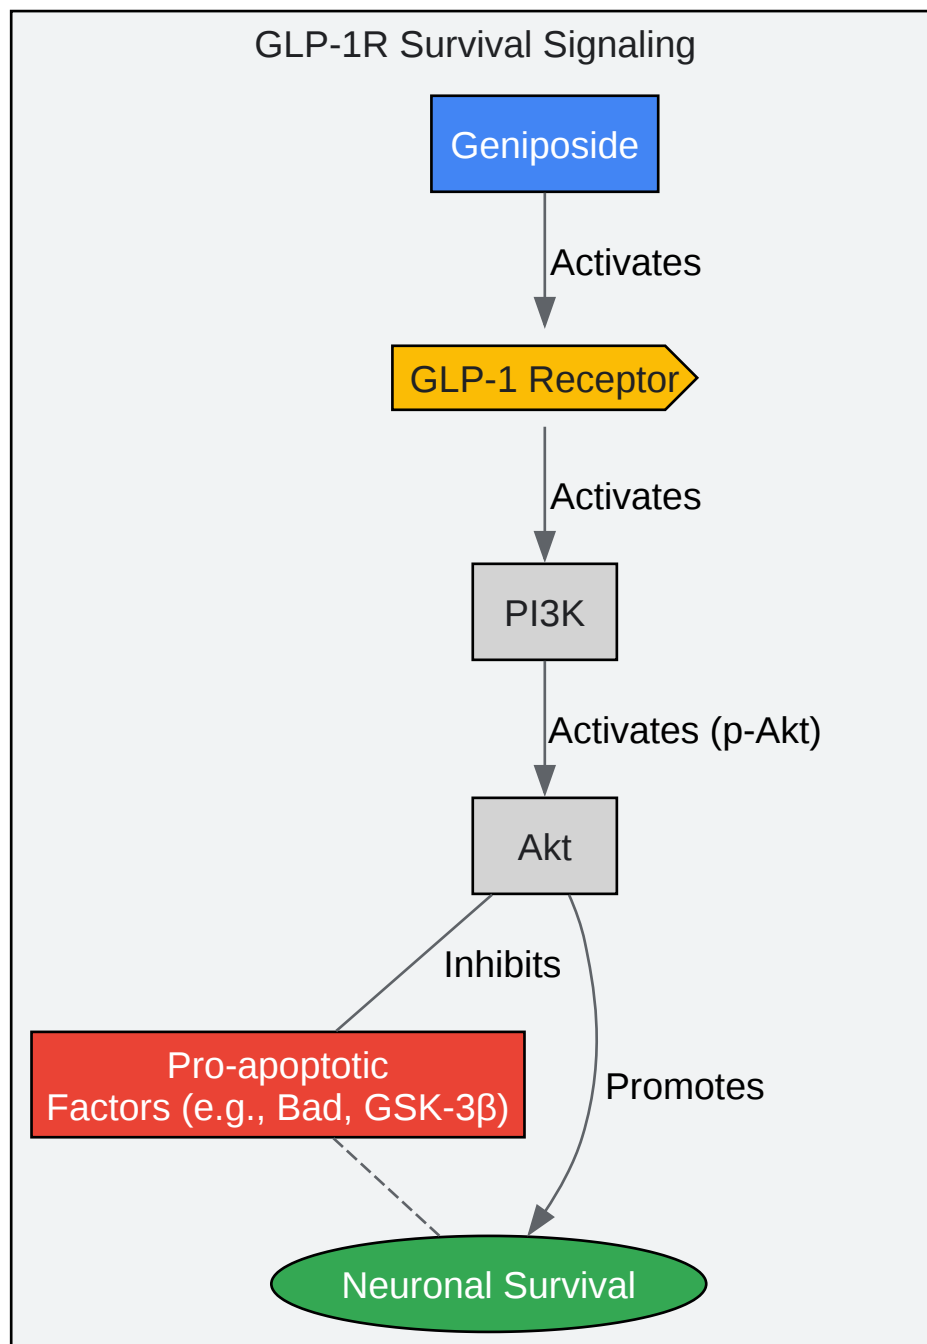 GLP-1R Survival Signaling
Geniposide
Activates
GLP-1 Receptor
Activates
PI3K
Activates (p-Akt)
Akt
Inhibits
Pro-apoptotic
Factors (e.g., Bad, GSK-3β)
Promotes
Neuronal Survival